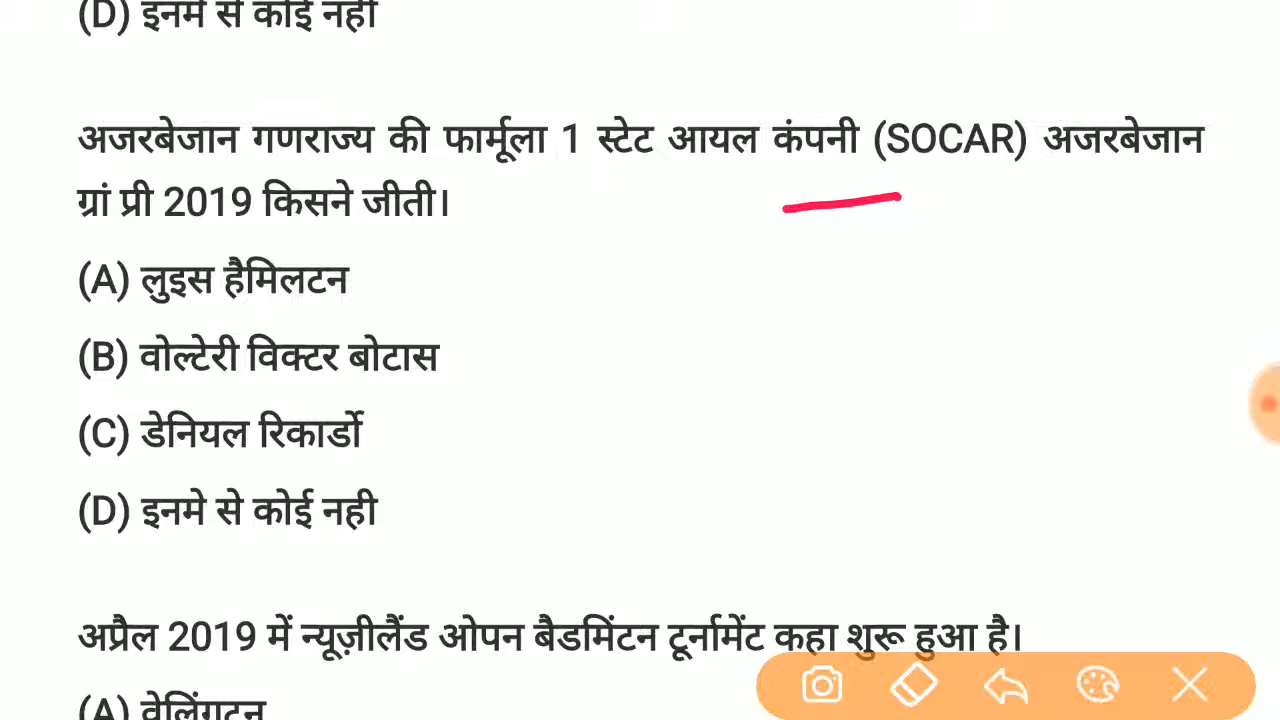 (D) इनमे से कोई नही
अजरबेजान गणराज्य की फार्मूला 1 स्टेट आयल कंपनी (SOCAR) अजरबेजान
ग्रां प्री 2019 किसने जीती।
(A) लुइस हैमिलटन
(B) वोल्टेरी विक्टर बोटास
(C) डेनियल रिकार्डो
(D) इनमे से कोई नही
अप्रैल 2019 में न्यूज़ीलैंड ओपन बैडमिंटन टूर्नामेंट कहा शुरू हुआ है।
(A) वेलिंगटन